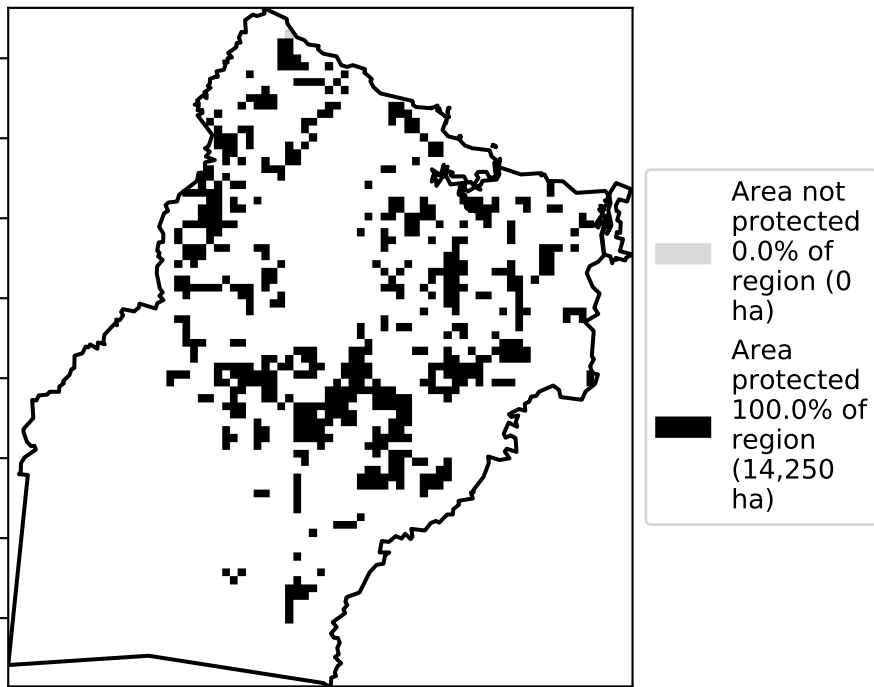 Area not
protected
0.0% of
region (0
ha)
Area
protected
100.0% of
region
(14,250
ha)